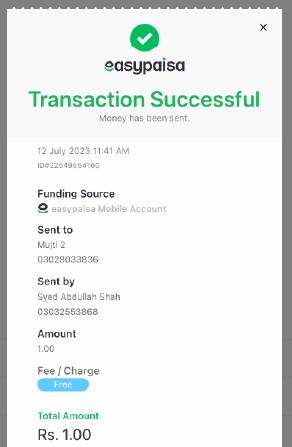 easypaisa
Transaction Successful
Money has been sent.
12 July 2023 11:41 AM
ID#22549554160
Funding Source
easypaisa Mobile Account
Sent to
Mujti 2
03028033836
Sent by
Syed Abdullah Shah
03032553868
Amount
1.00
Fee / Charge
Free
Total Amount
Rs. 1.00